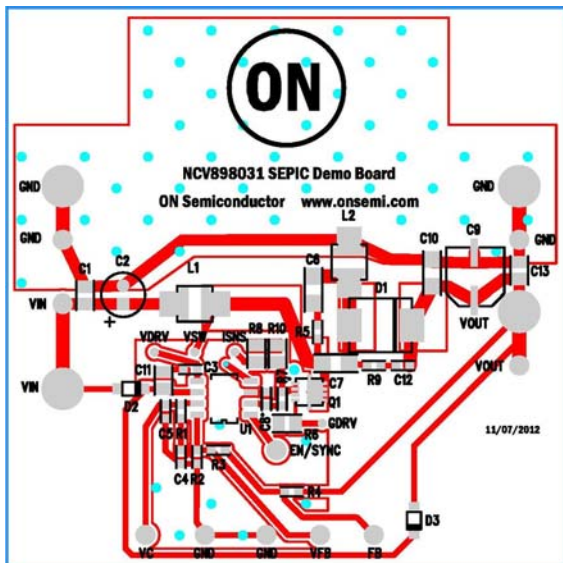 ON
NCV898031 SEPIC Demo Board
ON Semiconductor www.onsemi.com
GND
GND
L2
GND
C9
C10
GND
C2
C1
L1
C6
D1
C13
VIN
+
VDRV
VSW
ISNS
R8
R10
R5
VOUT
VIN
C11
C3
C7
R9
C12
VOUT
D2
Q1
C5
R1
U1
R6
GDRV
11/07/2012
EN/SYNC
C4
R2
R3
R4
D3
VC
GND
GND
VFB
FB